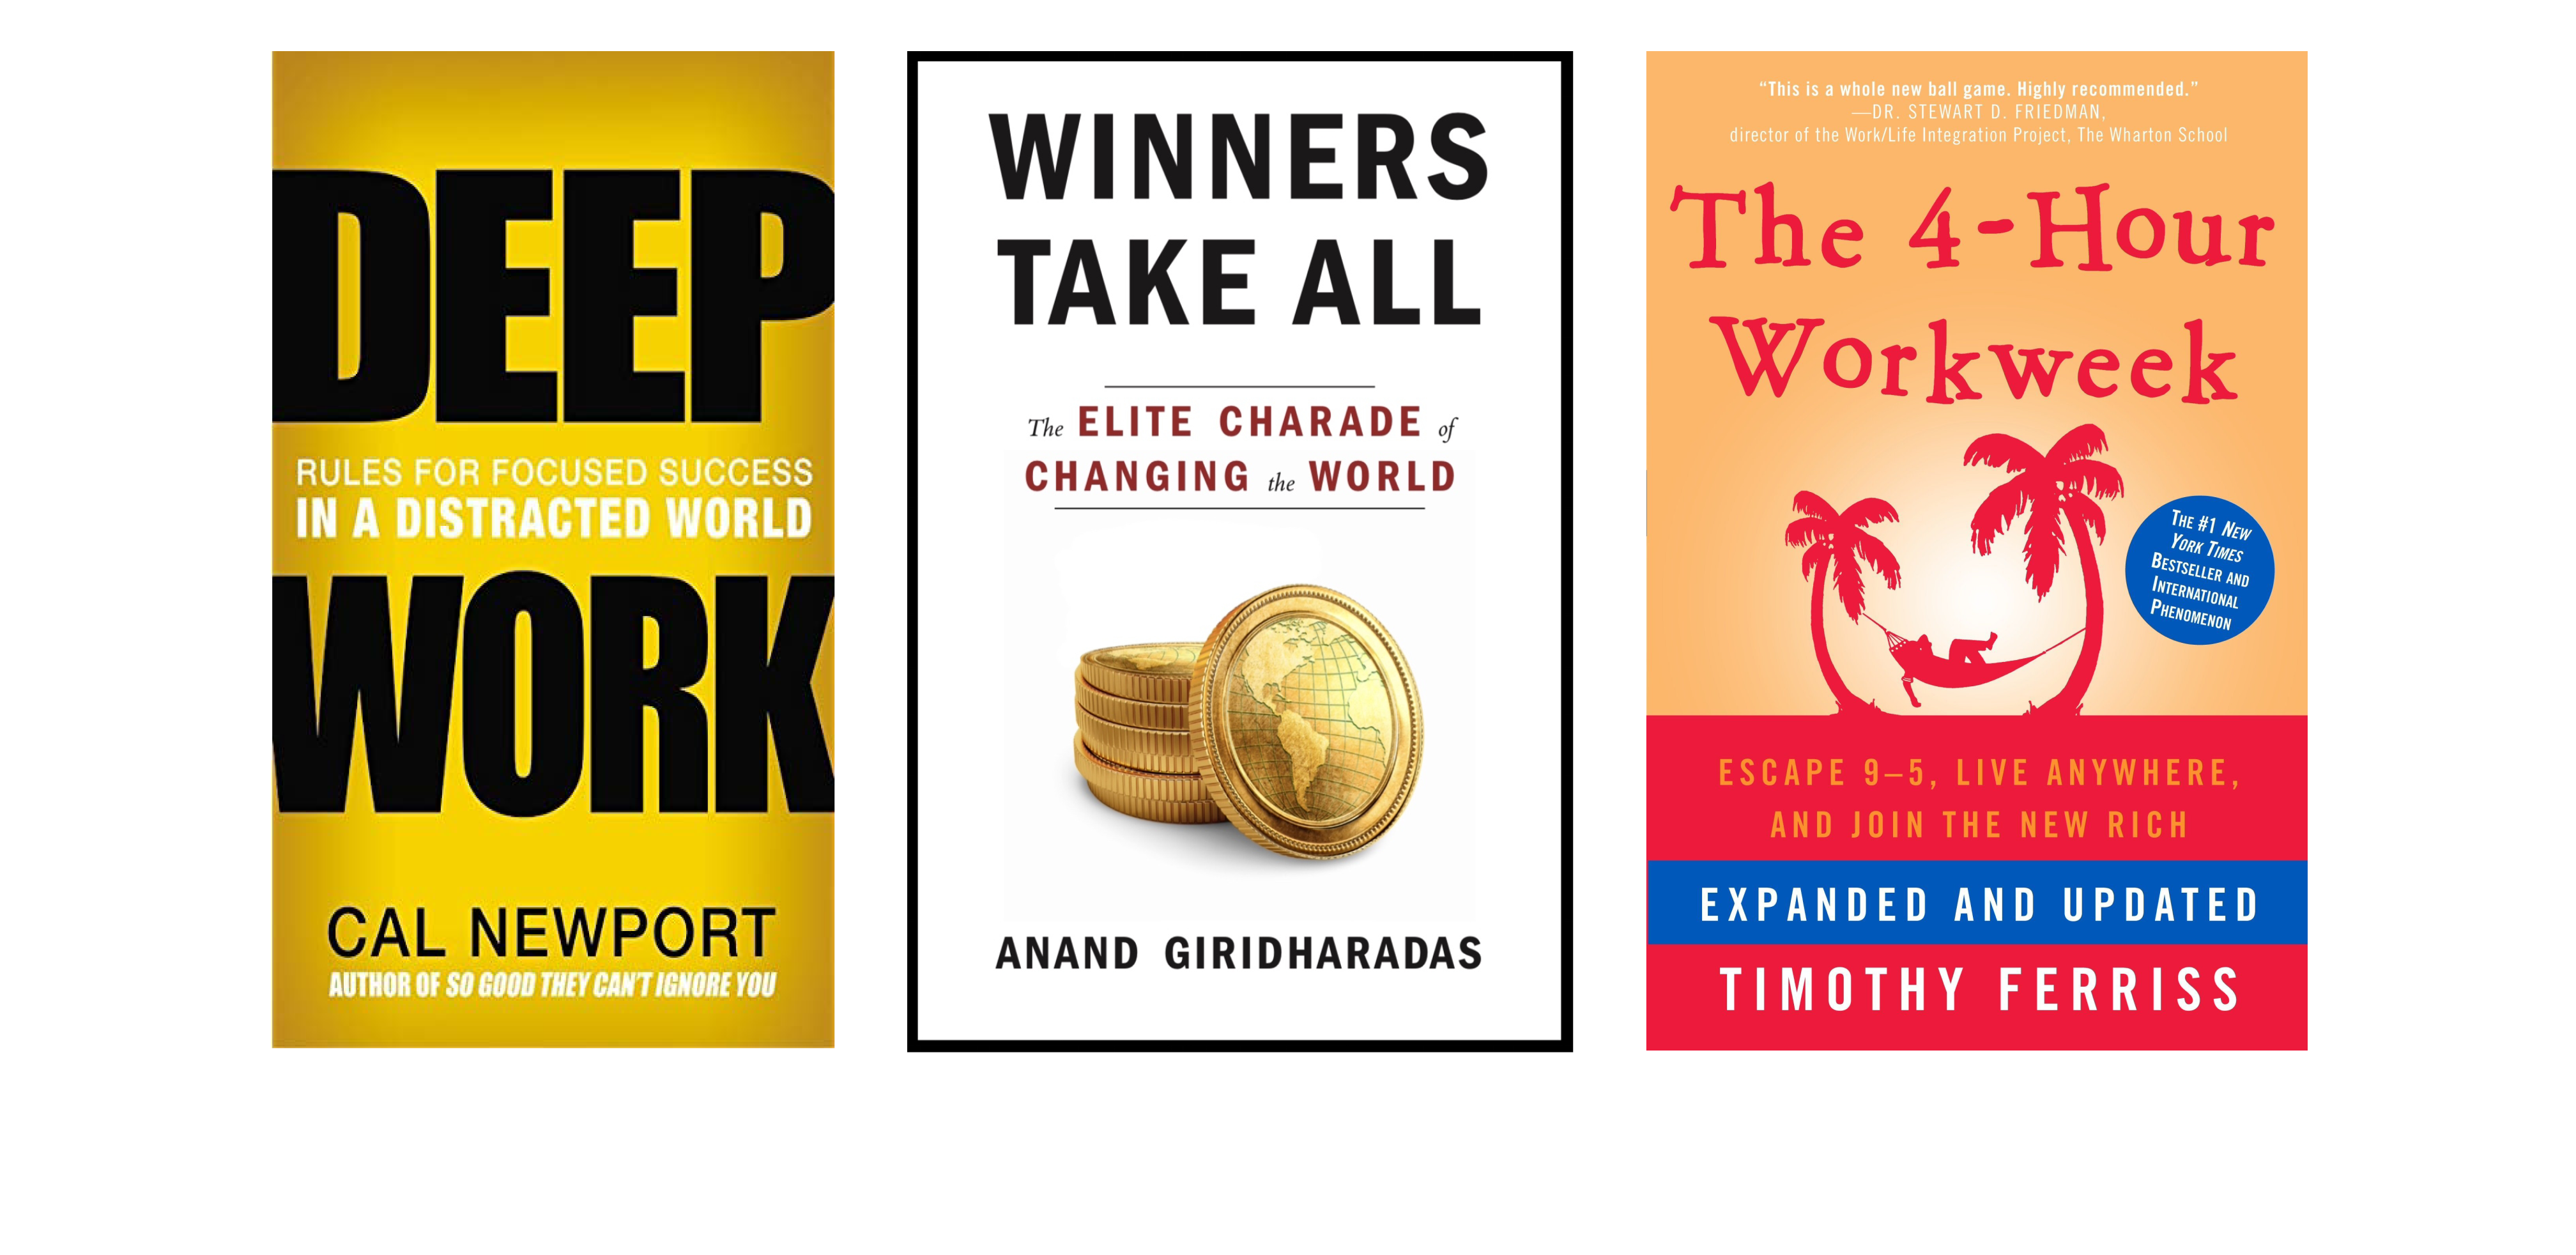 DEEP
RULES FOR FOCUSED SUCCESS
IN A DISTRACTED WORLD
WORK
CAL NEWPORT
AUTHOR OF SO GOOD THEY CAN'T IGNORE YOU
WINNERS
TAKE ALL
The ELITE CHARADE of
CHANGING the WORLD
ANAND GIRIDHARADAS
“This is a whole new ball game. Highly recommended.”
—DR. STEWART D. FRIEDMAN,
director of the Work/Life Integration Project, The Wharton School
The 4-Hour
Workweek
THE #1 NEW
YORK TIMES
BESTSELLER AND
INTERNATIONAL
PHENOMENON
ESCAPE 9–5, LIVE ANYWHERE,
AND JOIN THE NEW RICH
EXPANDED AND UPDATED
TIMOTHY FERRISS